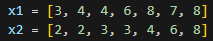 x1 = [3, 4, 4, 6, 8, 7, 8]
x2 = [2, 2, 3, 3, 4, 6, 8]